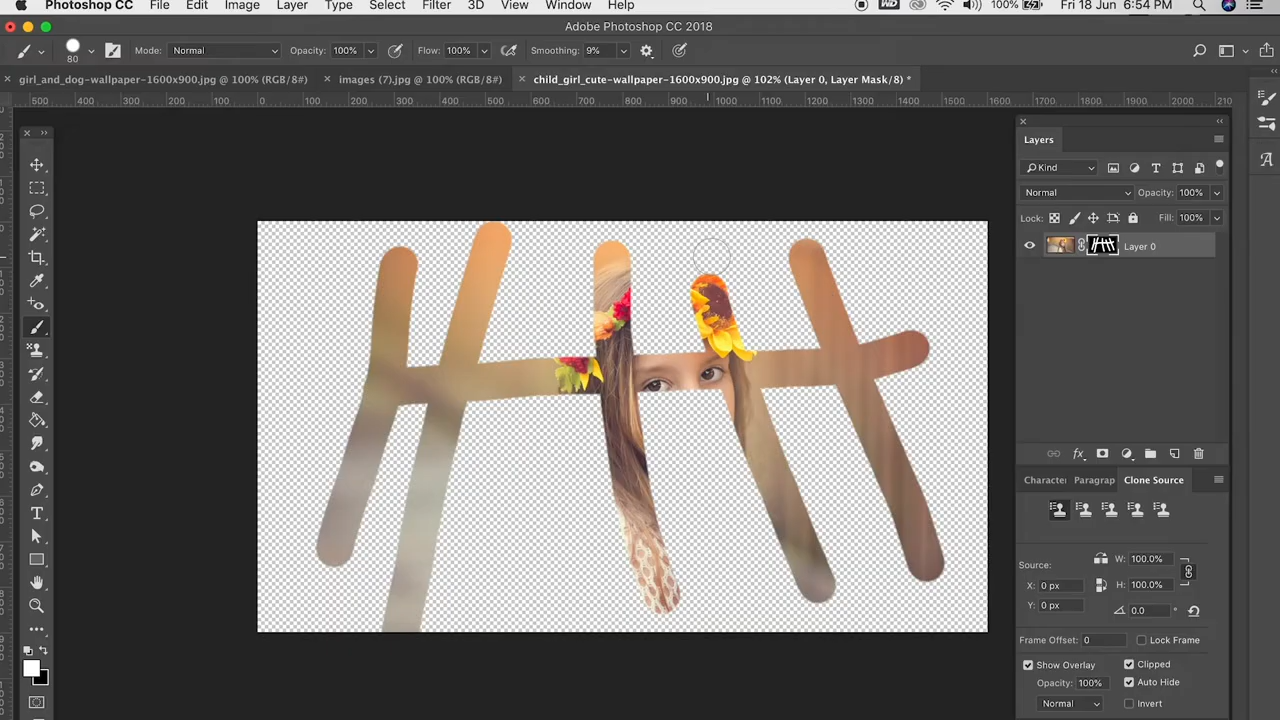 Photoshop CC File Edit Image Layer Type Select Filter 3D View Window Help WD 100% Fri 18 Jun 6:54 PM
Adobe Photoshop CC 2018
80 Mode: Normal Opacity: 100% Flow: 100% Smoothing: 9%
girl_and_dog-wallpaper-1600x900.jpg @ 100% (RGB/8#) images (7).jpg @ 100% (RGB/8#) child_girl_cute-wallpaper-1600x900.jpg @ 102% (Layer 0, Layer Mask/8) *
500 400 300 200 100 0 100 200 300 400 500 600 700 800 900 1000 1100 1200 1300 1400 1500 1600 1700 1800 1900 2000 2100 210
Layers
Kind
Normal Opacity: 100%
Lock: Fill: 100%
Layer 0
fx
Character Paragrap Clone Source
Source: W: 100.0%
X: 0 px H: 100.0%
Y: 0 px 0.0 °
Frame Offset: 0 Lock Frame
Show Overlay Clipped
Opacity: 100% Auto Hide
Normal Invert